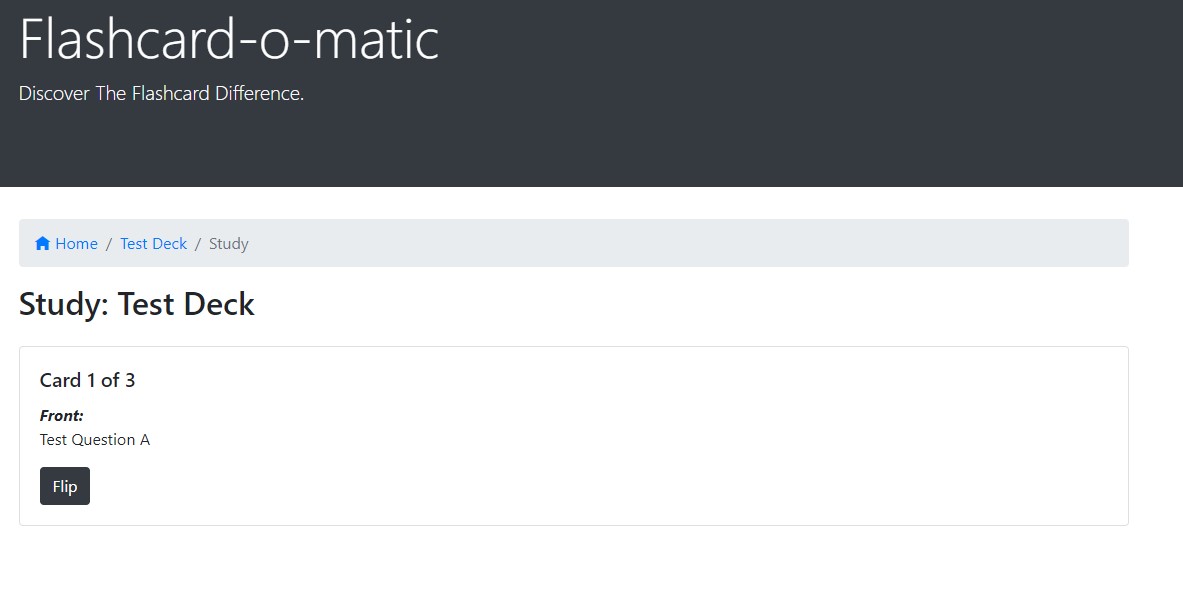 Flashcard-o-matic
Discover The Flashcard Difference.
Home / Test Deck / Study
Study: Test Deck
Card 1 of 3
Front:
Test Question A
Flip